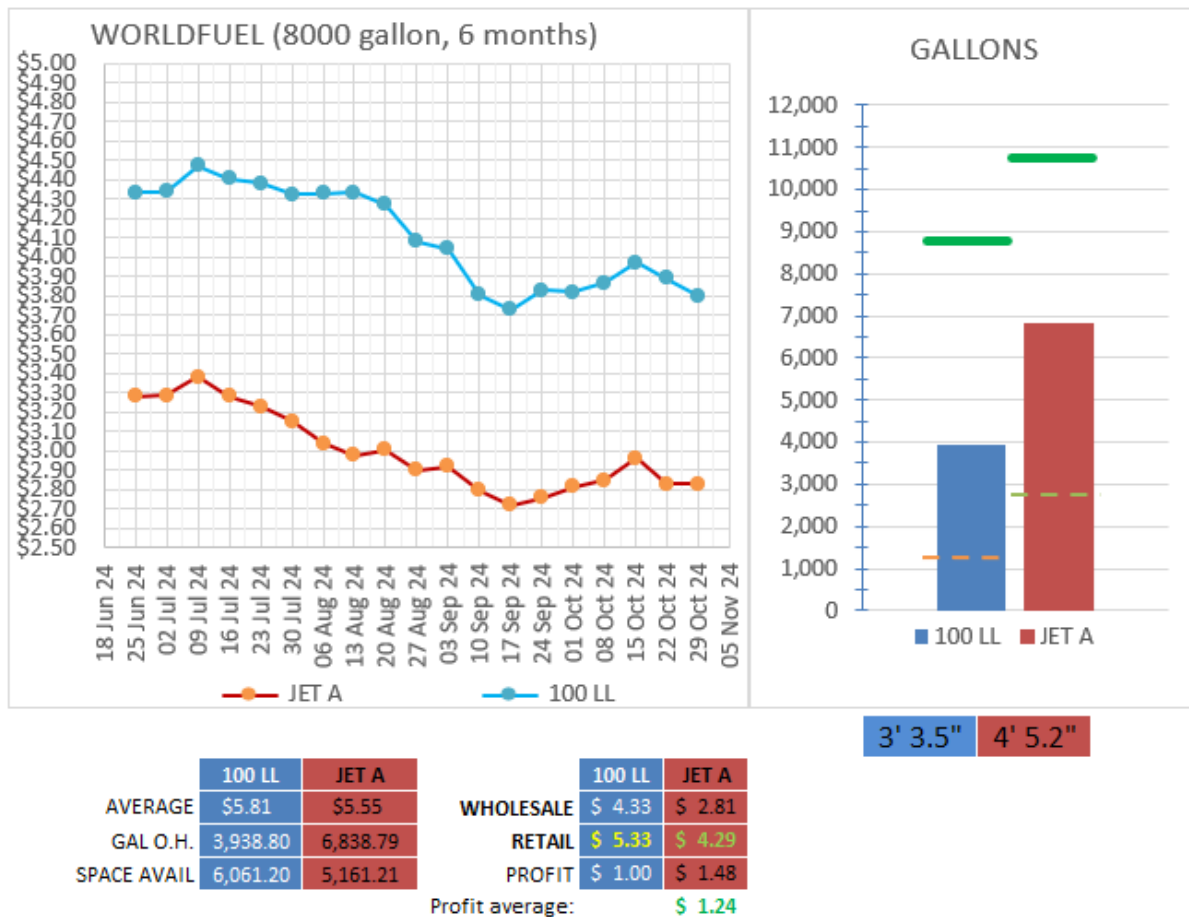 WORLDFUEL (8000 gallon, 6 months)
$5.00
$4.90
$4.80
$4.70
$4.60
$4.50
$4.40
$4.30
$4.20
$4.10
$4.00
$3.90
$3.80
$3.70
$3.60
$3.50
$3.40
$3.30
$3.20
$3.10
$3.00
$2.90
$2.80
$2.70
$2.60
$2.50
18 Jun 24
25 Jun 24
02 Jul 24
09 Jul 24
16 Jul 24
23 Jul 24
30 Jul 24
06 Aug 24
13 Aug 24
20 Aug 24
27 Aug 24
03 Sep 24
10 Sep 24
17 Sep 24
24 Sep 24
01 Oct 24
08 Oct 24
15 Oct 24
22 Oct 24
29 Oct 24
05 Nov 24
JET A 100 LL
GALLONS
12,000
11,000
10,000
9,000
8,000
7,000
6,000
5,000
4,000
3,000
2,000
1,000
0
100 LL JET A
3' 3.5" 4' 5.2"
100 LL JET A
AVERAGE $5.81 $5.55
GAL O.H. 3,938.80 6,838.79
SPACE AVAIL 6,061.20 5,161.21
100 LL JET A
WHOLESALE $ 4.33 $ 2.81
RETAIL $ 5.33 $ 4.29
PROFIT $ 1.00 $ 1.48
Profit average: $ 1.24